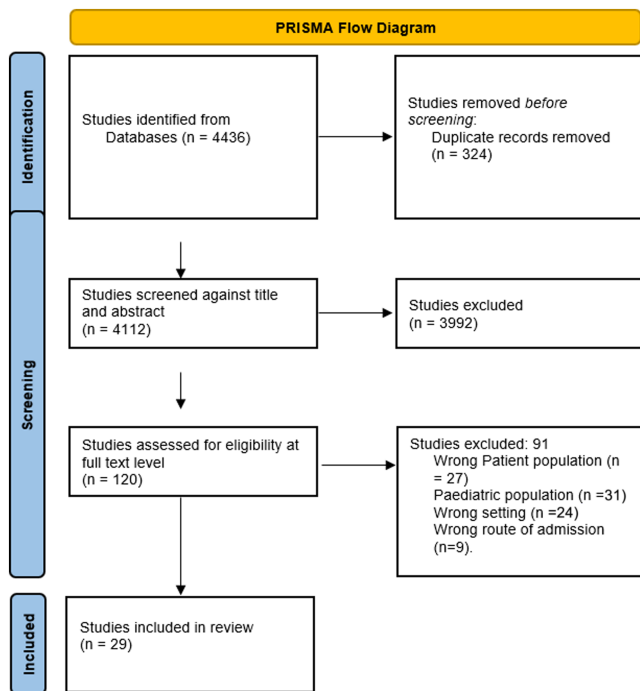 PRISMA Flow Diagram
Identification
Studies identified from
Databases (n = 4436)
Studies removed before
screening:
Duplicate records removed
(n = 324)
Screening
Studies screened against title
and abstract
(n = 4112)
Studies excluded
(n = 3992)
Studies assessed for eligibility at
full text level
(n = 120)
Studies excluded: 91
Wrong Patient population (n
= 27)
Paediatric population (n =31)
Wrong setting (n =24)
Wrong route of admission
(n=9).
Included
Studies included in review
(n = 29)